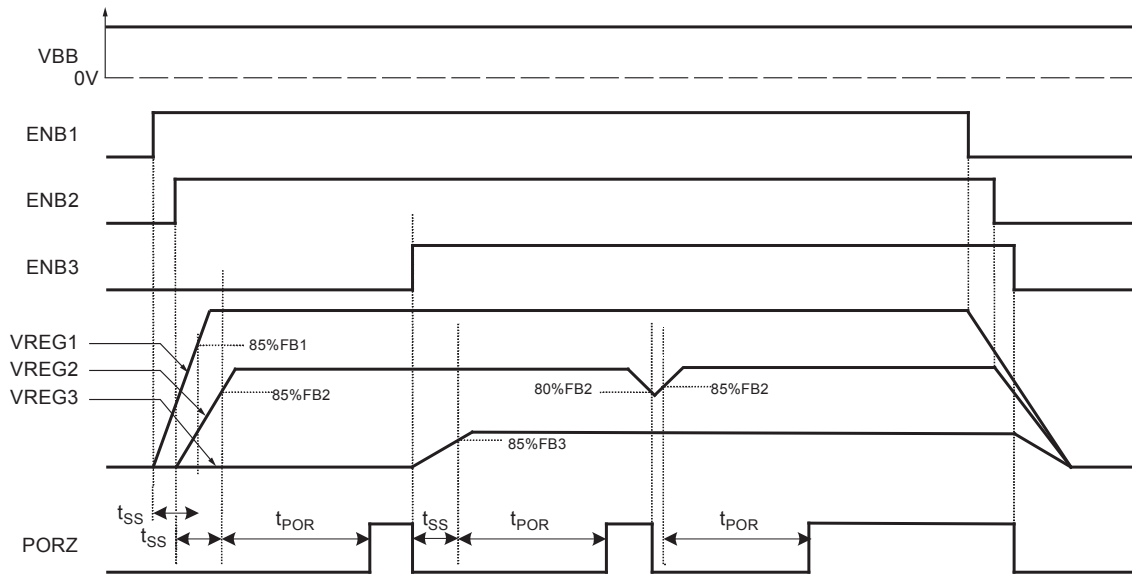 VBB
0V
ENB1
ENB2
ENB3
VREG1
VREG2
VREG3
85%FB1
85%FB2
80%FB2
85%FB2
85%FB3
tSS
tSS
tPOR
tSS
tPOR
tPOR
PORZ